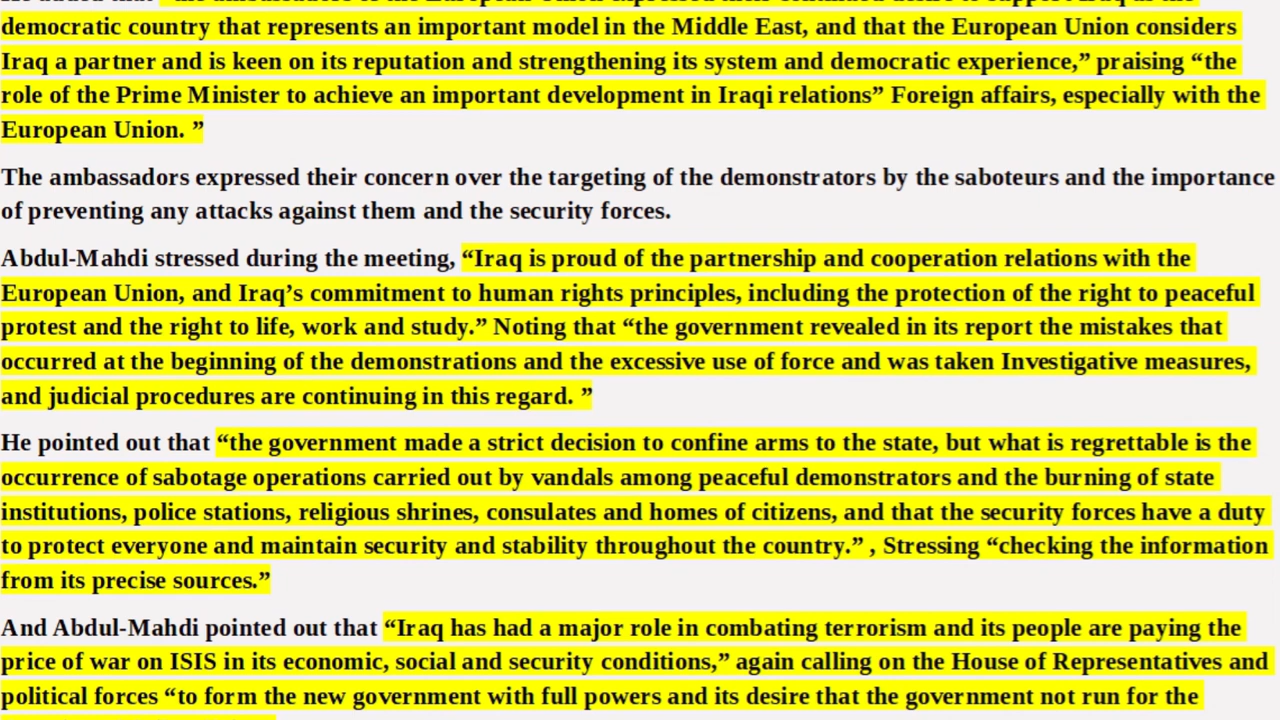 democratic country that represents an important model in the Middle East, and that the European Union considers
Iraq a partner and is keen on its reputation and strengthening its system and democratic experience,” praising “the
role of the Prime Minister to achieve an important development in Iraqi relations” Foreign affairs, especially with the
European Union. ”
The ambassadors expressed their concern over the targeting of the demonstrators by the saboteurs and the importance
of preventing any attacks against them and the security forces.
Abdul-Mahdi stressed during the meeting, “Iraq is proud of the partnership and cooperation relations with the
European Union, and Iraq’s commitment to human rights principles, including the protection of the right to peaceful
protest and the right to life, work and study.” Noting that “the government revealed in its report the mistakes that
occurred at the beginning of the demonstrations and the excessive use of force and was taken Investigative measures,
and judicial procedures are continuing in this regard. ”
He pointed out that “the government made a strict decision to confine arms to the state, but what is regrettable is the
occurrence of sabotage operations carried out by vandals among peaceful demonstrators and the burning of state
institutions, police stations, religious shrines, consulates and homes of citizens, and that the security forces have a duty
to protect everyone and maintain security and stability throughout the country.” , Stressing “checking the information
from its precise sources.”
And Abdul-Mahdi pointed out that “Iraq has had a major role in combating terrorism and its people are paying the
price of war on ISIS in its economic, social and security conditions,” again calling on the House of Representatives and
political forces “to form the new government with full powers and its desire that the government not run for the